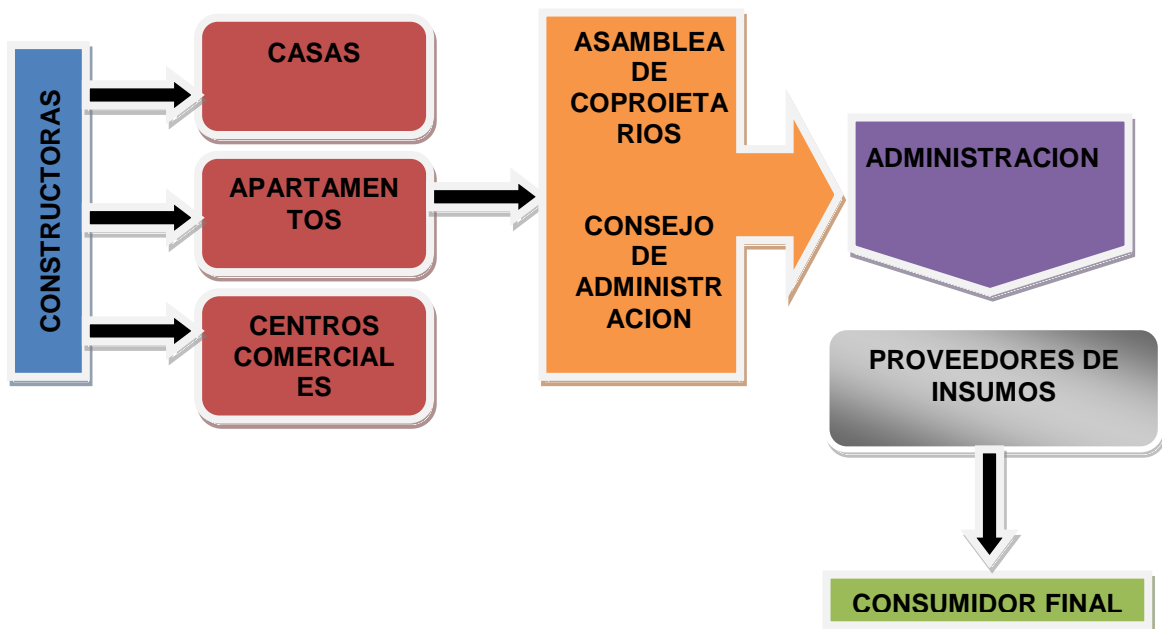 CONSTRUCTORAS
CASAS
APARTAMEN
TOS
CENTROS
COMERCIAL
ES
ASAMBLEA
DE
COPROIETA
RIOS
CONSEJO
DE
ADMINISTR
ACION
ADMINISTRACION
PROVEEDORES DE
INSUMOS
CONSUMIDOR FINAL